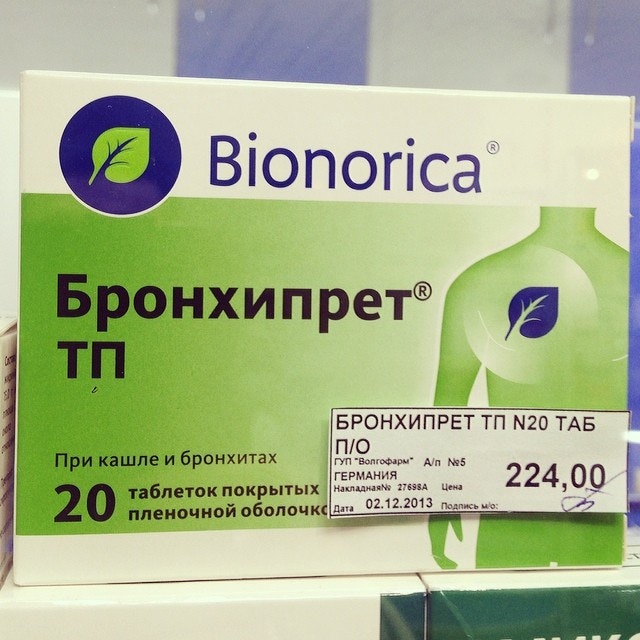 Bionorica®
Бронхипрет®
ТП
При кашле и бронхитах
20 таблеток покрытых
пленочной оболочко
БРОНХИПРЕТ ТП N20 ТАБ
П/О
ГУП "Волгофарм" А/п №5
ГЕРМАНИЯ
Накладная№ 27698А Цена 224,00
Дата 02.12.2013 Подпись м/о: